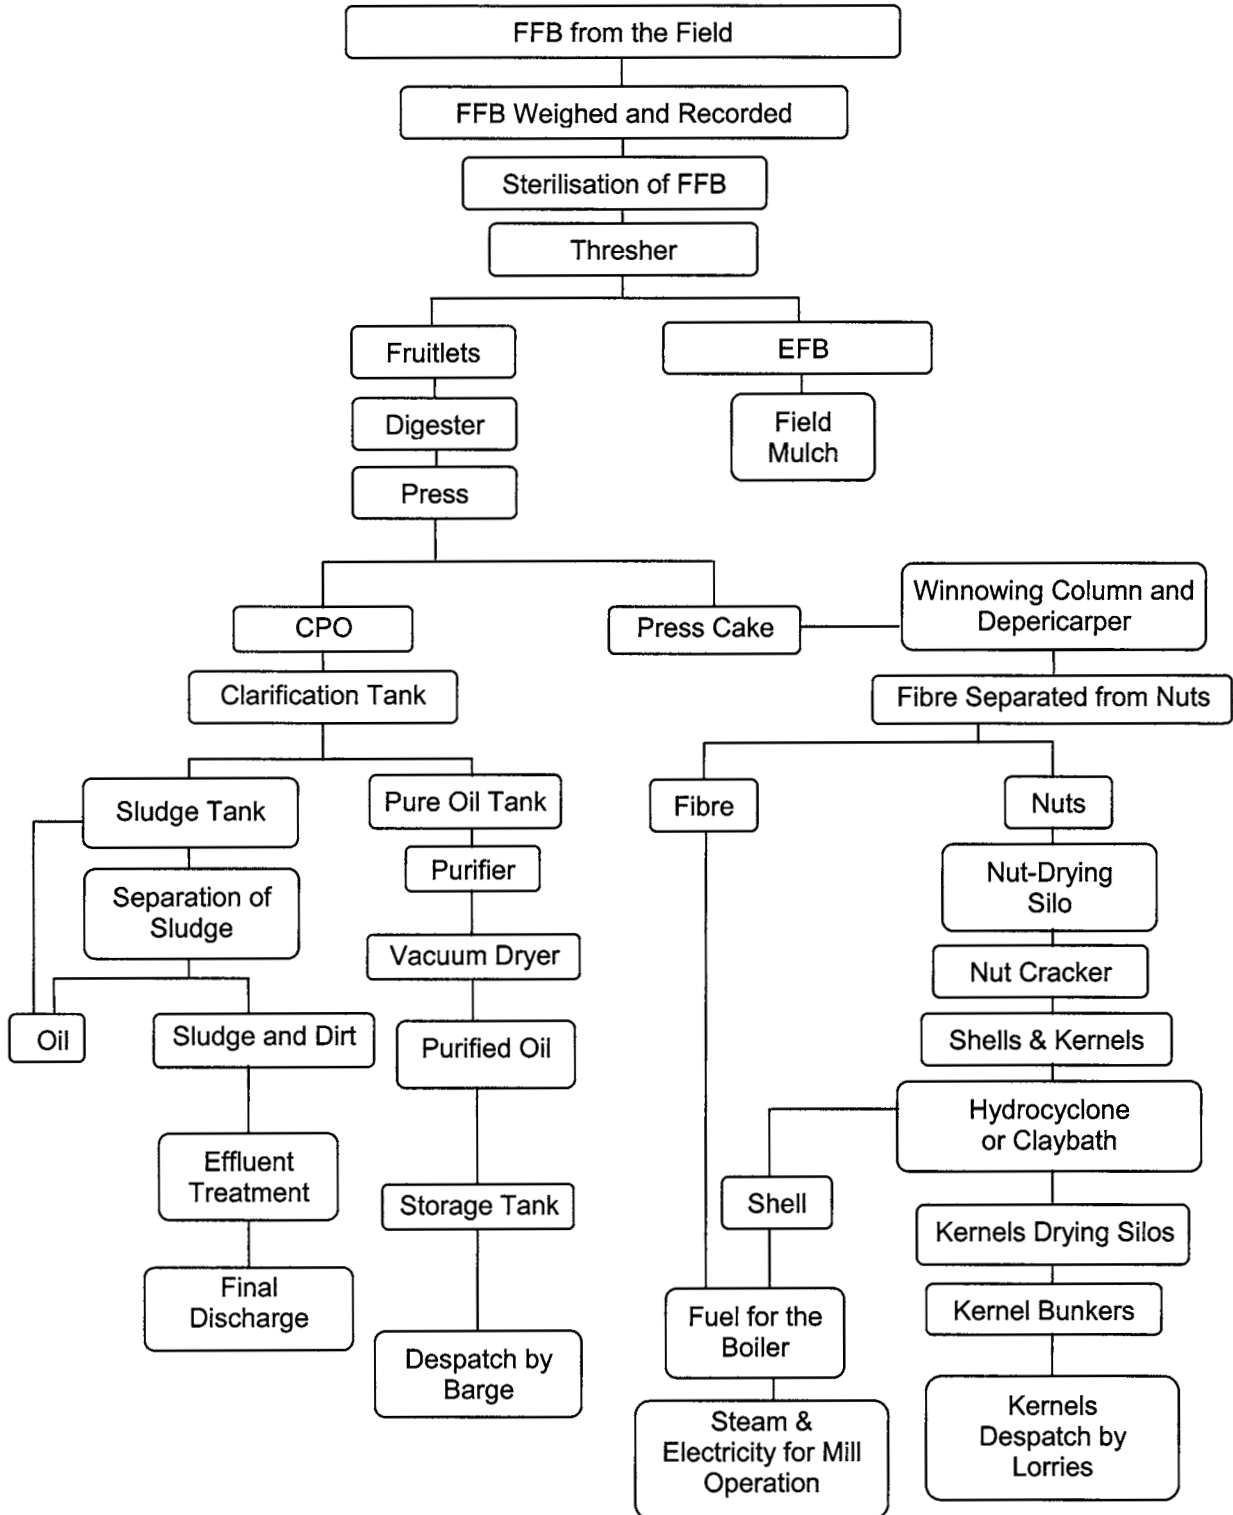 FFB from the Field
FFB Weighed and Recorded
Sterilisation of FFB
Thresher
Fruitlets
EFB
Digester
Field
Mulch
Press
CPO
Press Cake
Winnowing Column and
Depericarper
Clarification Tank
Fibre Separated from Nuts
Sludge Tank
Pure Oil Tank
Fibre
Nuts
Purifier
Nut-Drying
Silo
Separation of
Sludge
Vacuum Dryer
Nut Cracker
Oil
Sludge and Dirt
Purified Oil
Shells & Kernels
Hydrocyclone
or Claybath
Effluent
Treatment
Storage Tank
Shell
Kernels Drying Silos
Final
Discharge
Fuel for the
Boiler
Kernel Bunkers
Despatch by
Barge
Steam &
Electricity for Mill
Operation
Kernels
Despatch by
Lorries